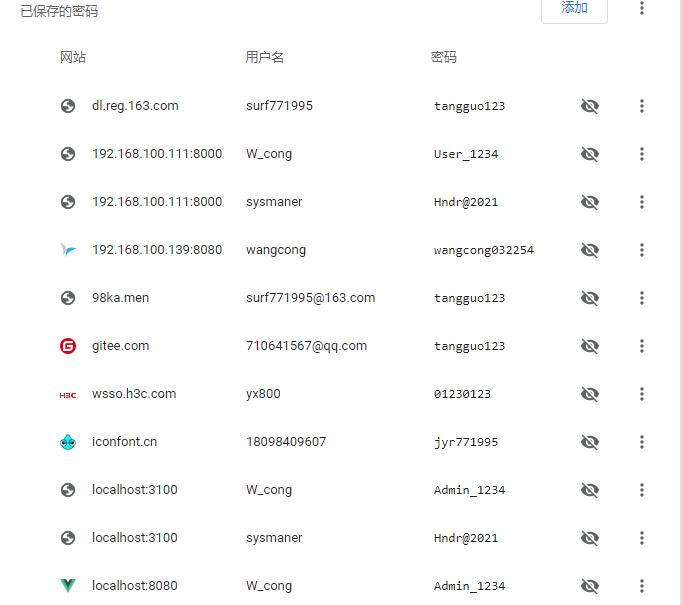 已保存的密码 添加
网站 用户名 密码
dl.reg.163.com surf771995 tangguo123
192.168.100.111:8000 W_cong User_1234
192.168.100.111:8000 sysmaner Hndr@2021
192.168.100.139:8080 wangcong wangcong032254
98ka.men surf771995@163.com tangguo123
gitee.com 710641567@qq.com tangguo123
H3C wsso.h3c.com yx800 01230123
iconfont.cn 18098409607 jyr771995
localhost:3100 W_cong Admin_1234
localhost:3100 sysmaner Hndr@2021
localhost:8080 W_cong Admin_1234